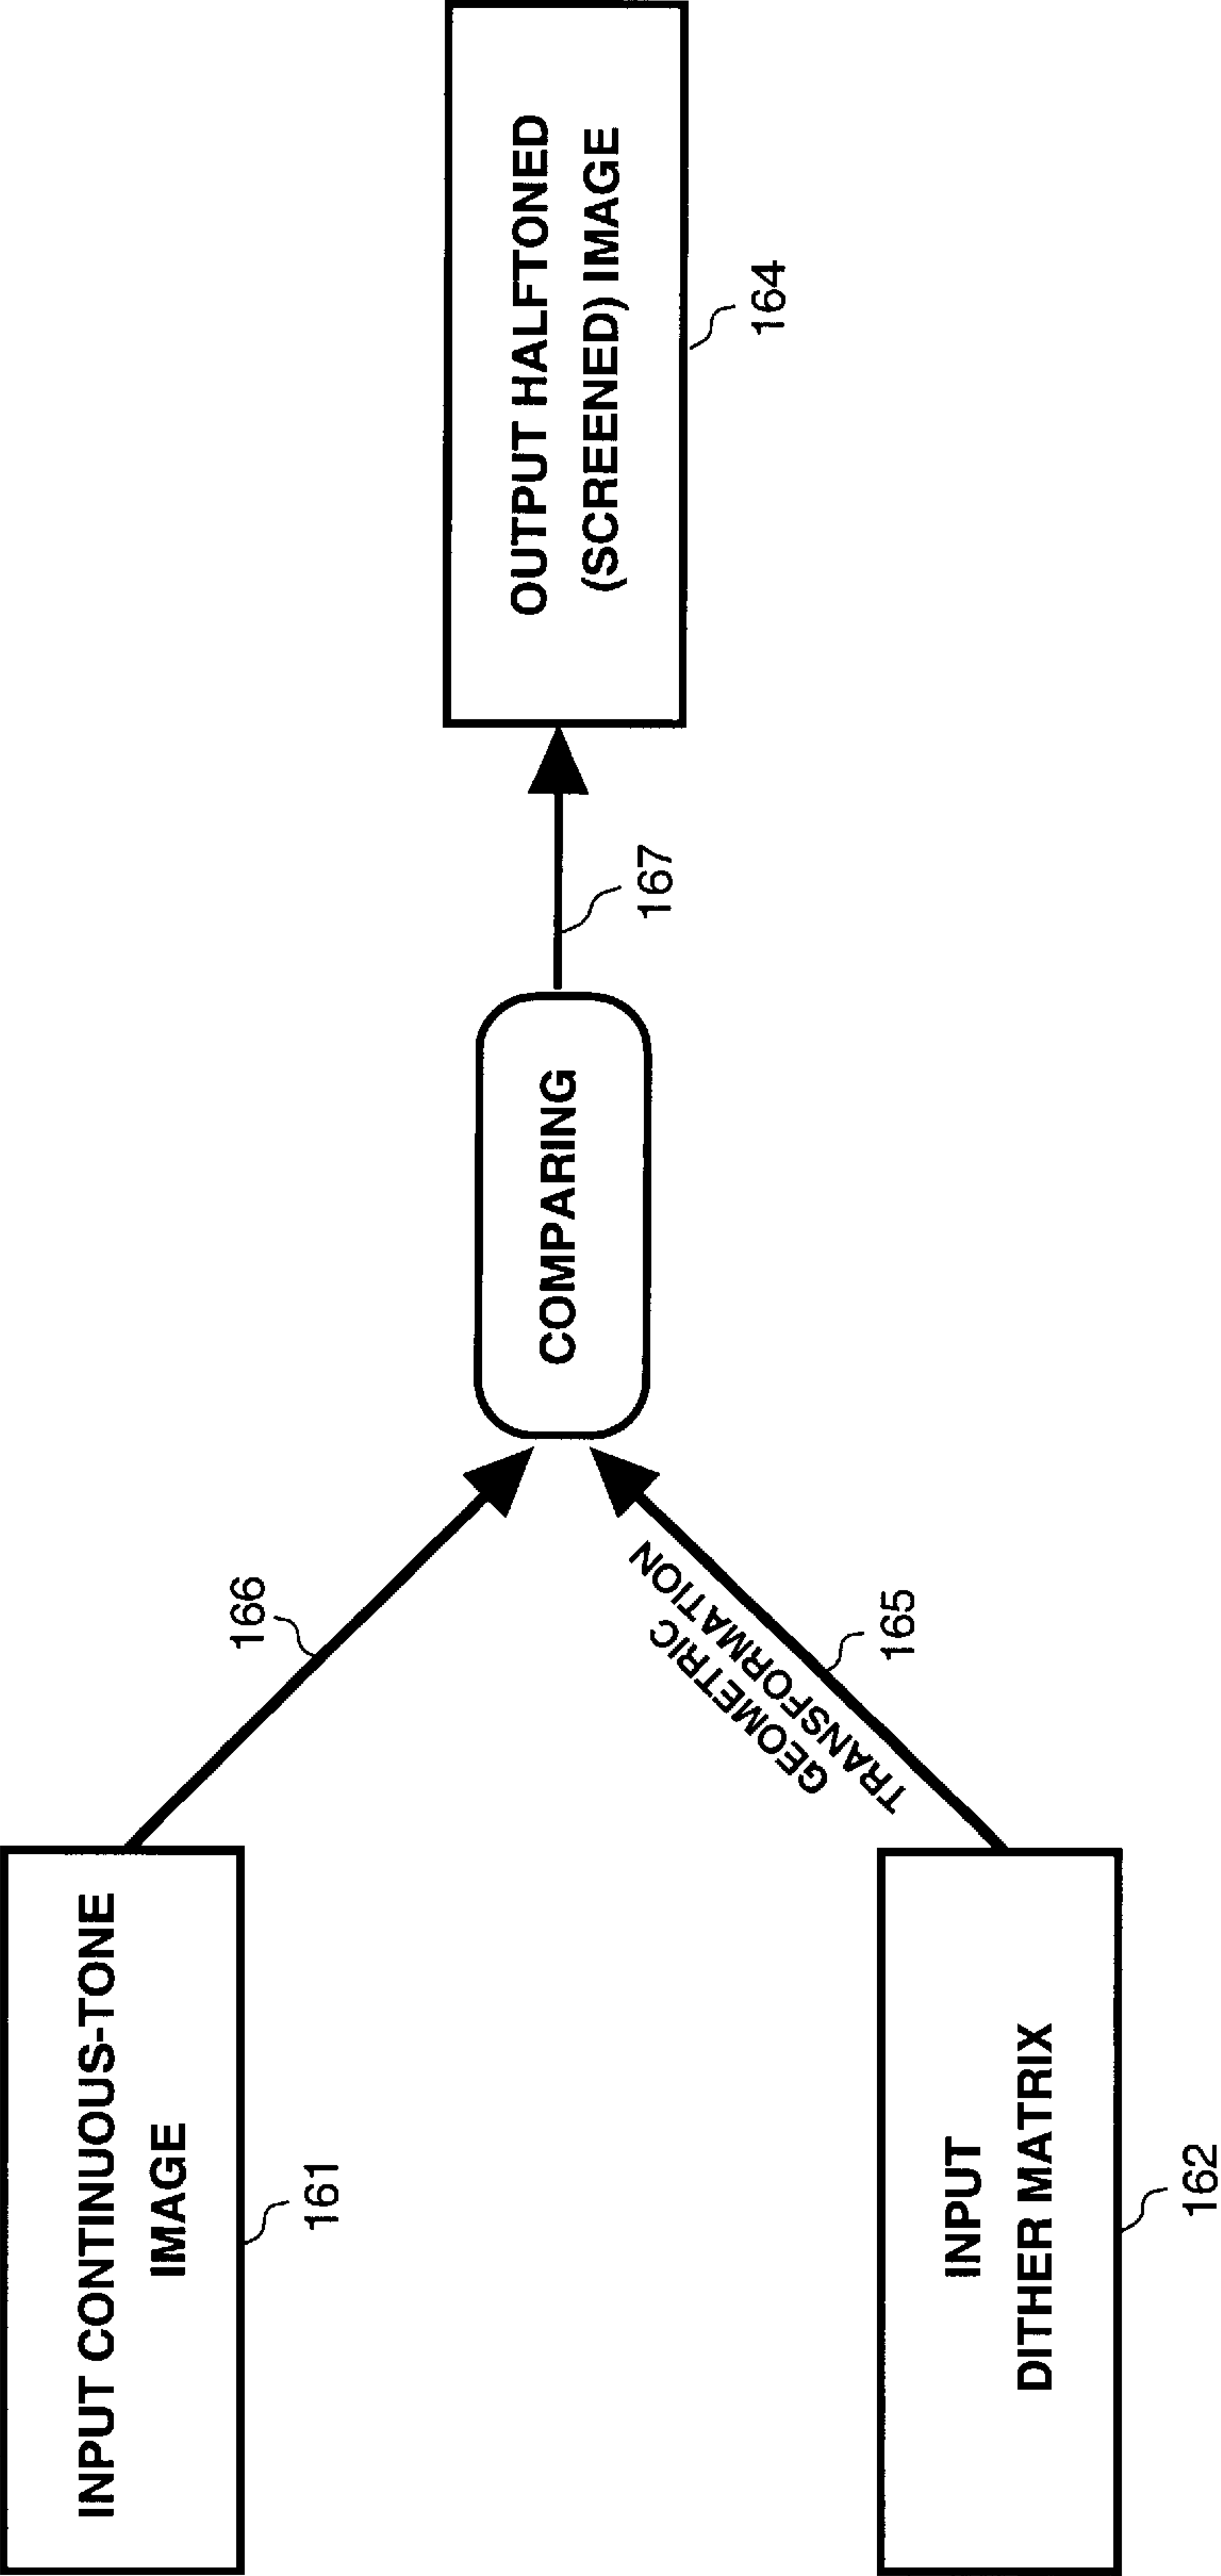 INPUT CONTINUOUS-TONE
IMAGE
161
166
INPUT
DITHER MATRIX
162
GEOMETRIC
TRANSFORMATION
165
COMPARING
167
OUTPUT HALFTONED
(SCREENED) IMAGE
164